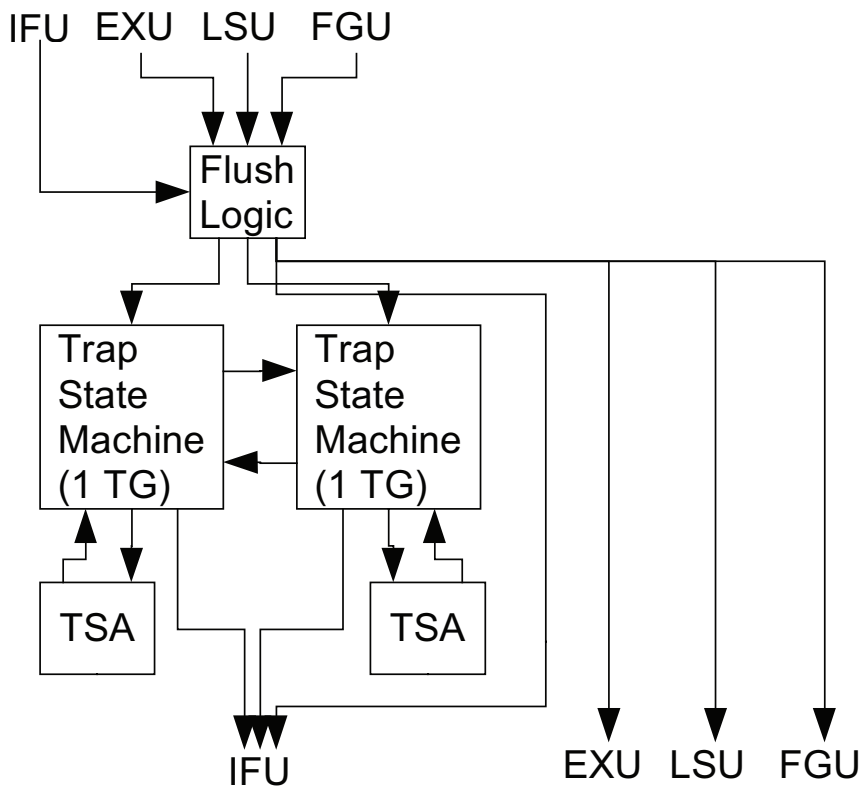 IFU EXU LSU FGU
Flush
Logic
Trap
State
Machine
(1 TG)
Trap
State
Machine
(1 TG)
TSA
TSA
IFU
EXU LSU FGU